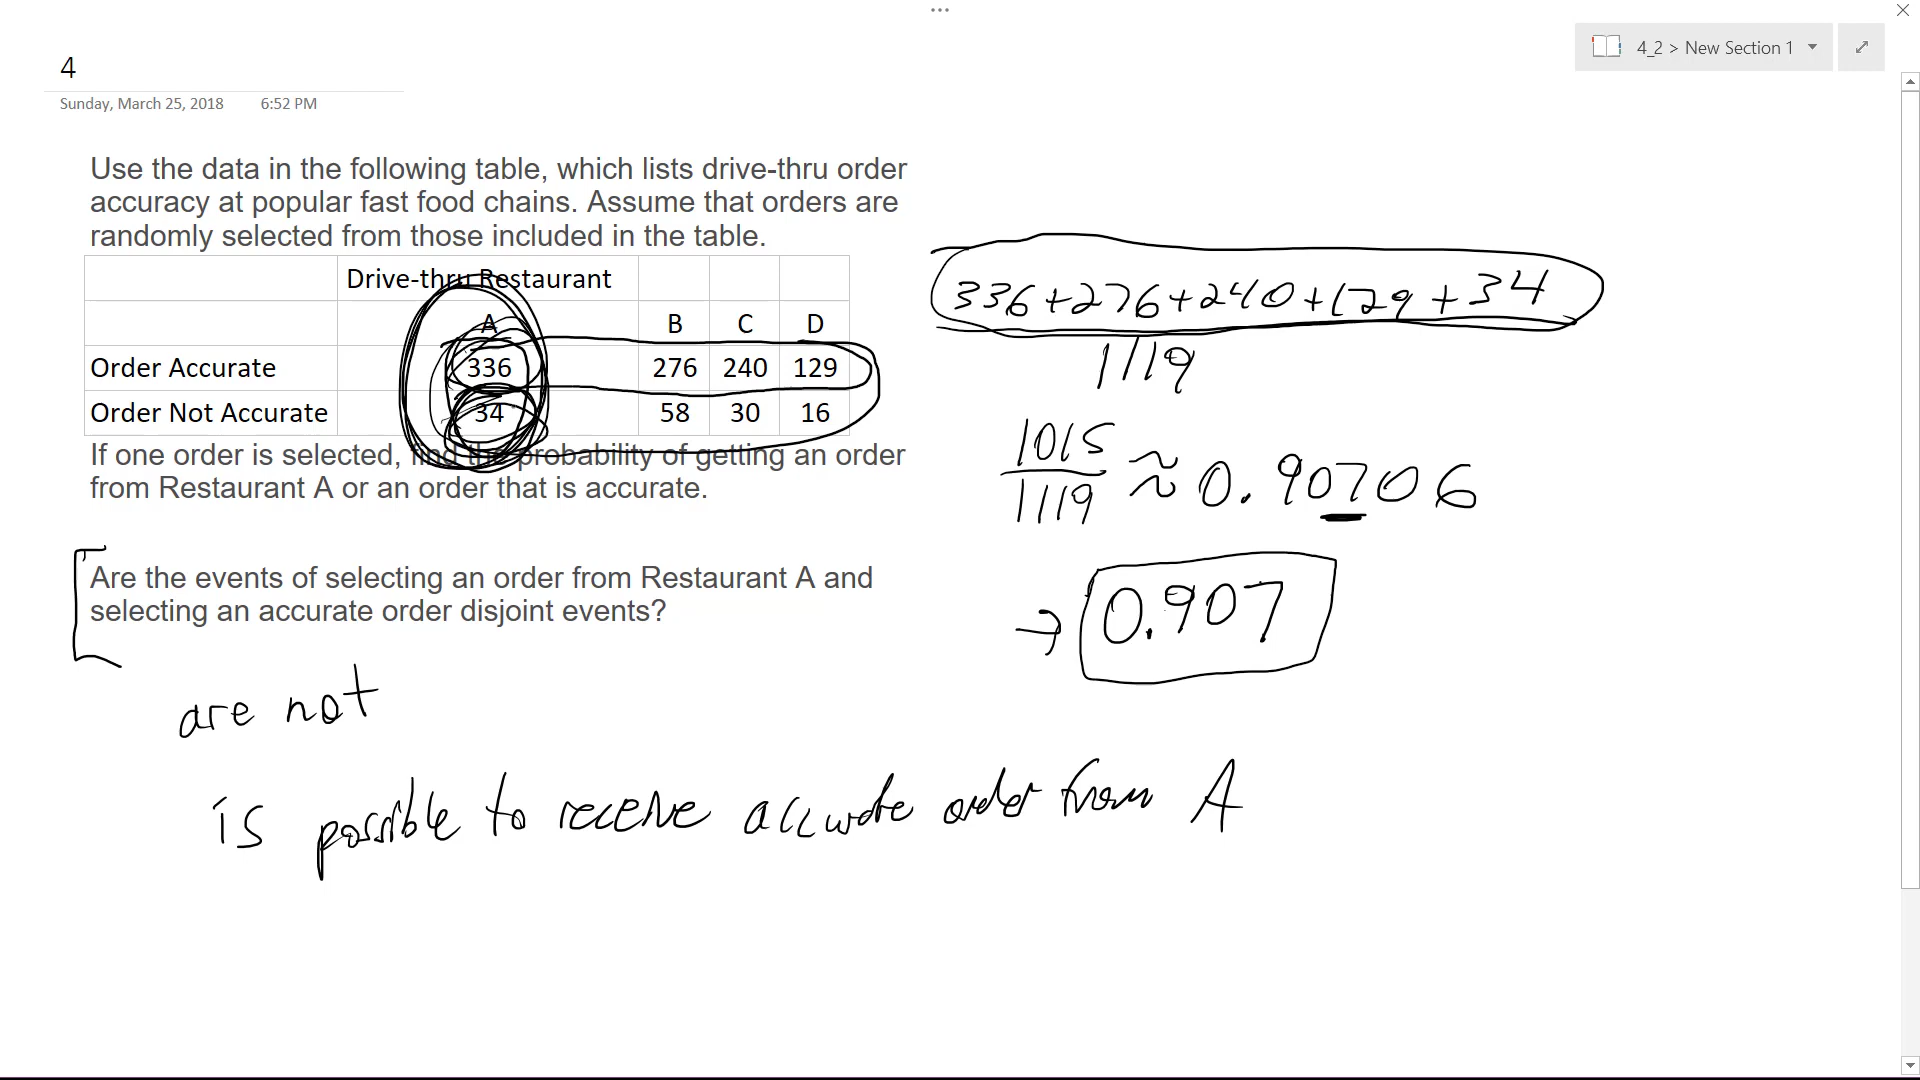 4_2 > New Section 1
4
Sunday, March 25, 2018 6:52 PM
Use the data in the following table, which lists drive-thru order
accuracy at popular fast food chains. Assume that orders are
randomly selected from those included in the table.
Drive-thru Restaurant
A B C D
Order Accurate 336 276 240 129
Order Not Accurate 34 58 30 16
If one order is selected, find the probability of getting an order
from Restaurant A or an order that is accurate.
Are the events of selecting an order from Restaurant A and
selecting an accurate order disjoint events?
are not
is possible to receive accurate order from A
336+276+240+129+34
1119
1015
1119
≈ 0.90706
→ 0.907